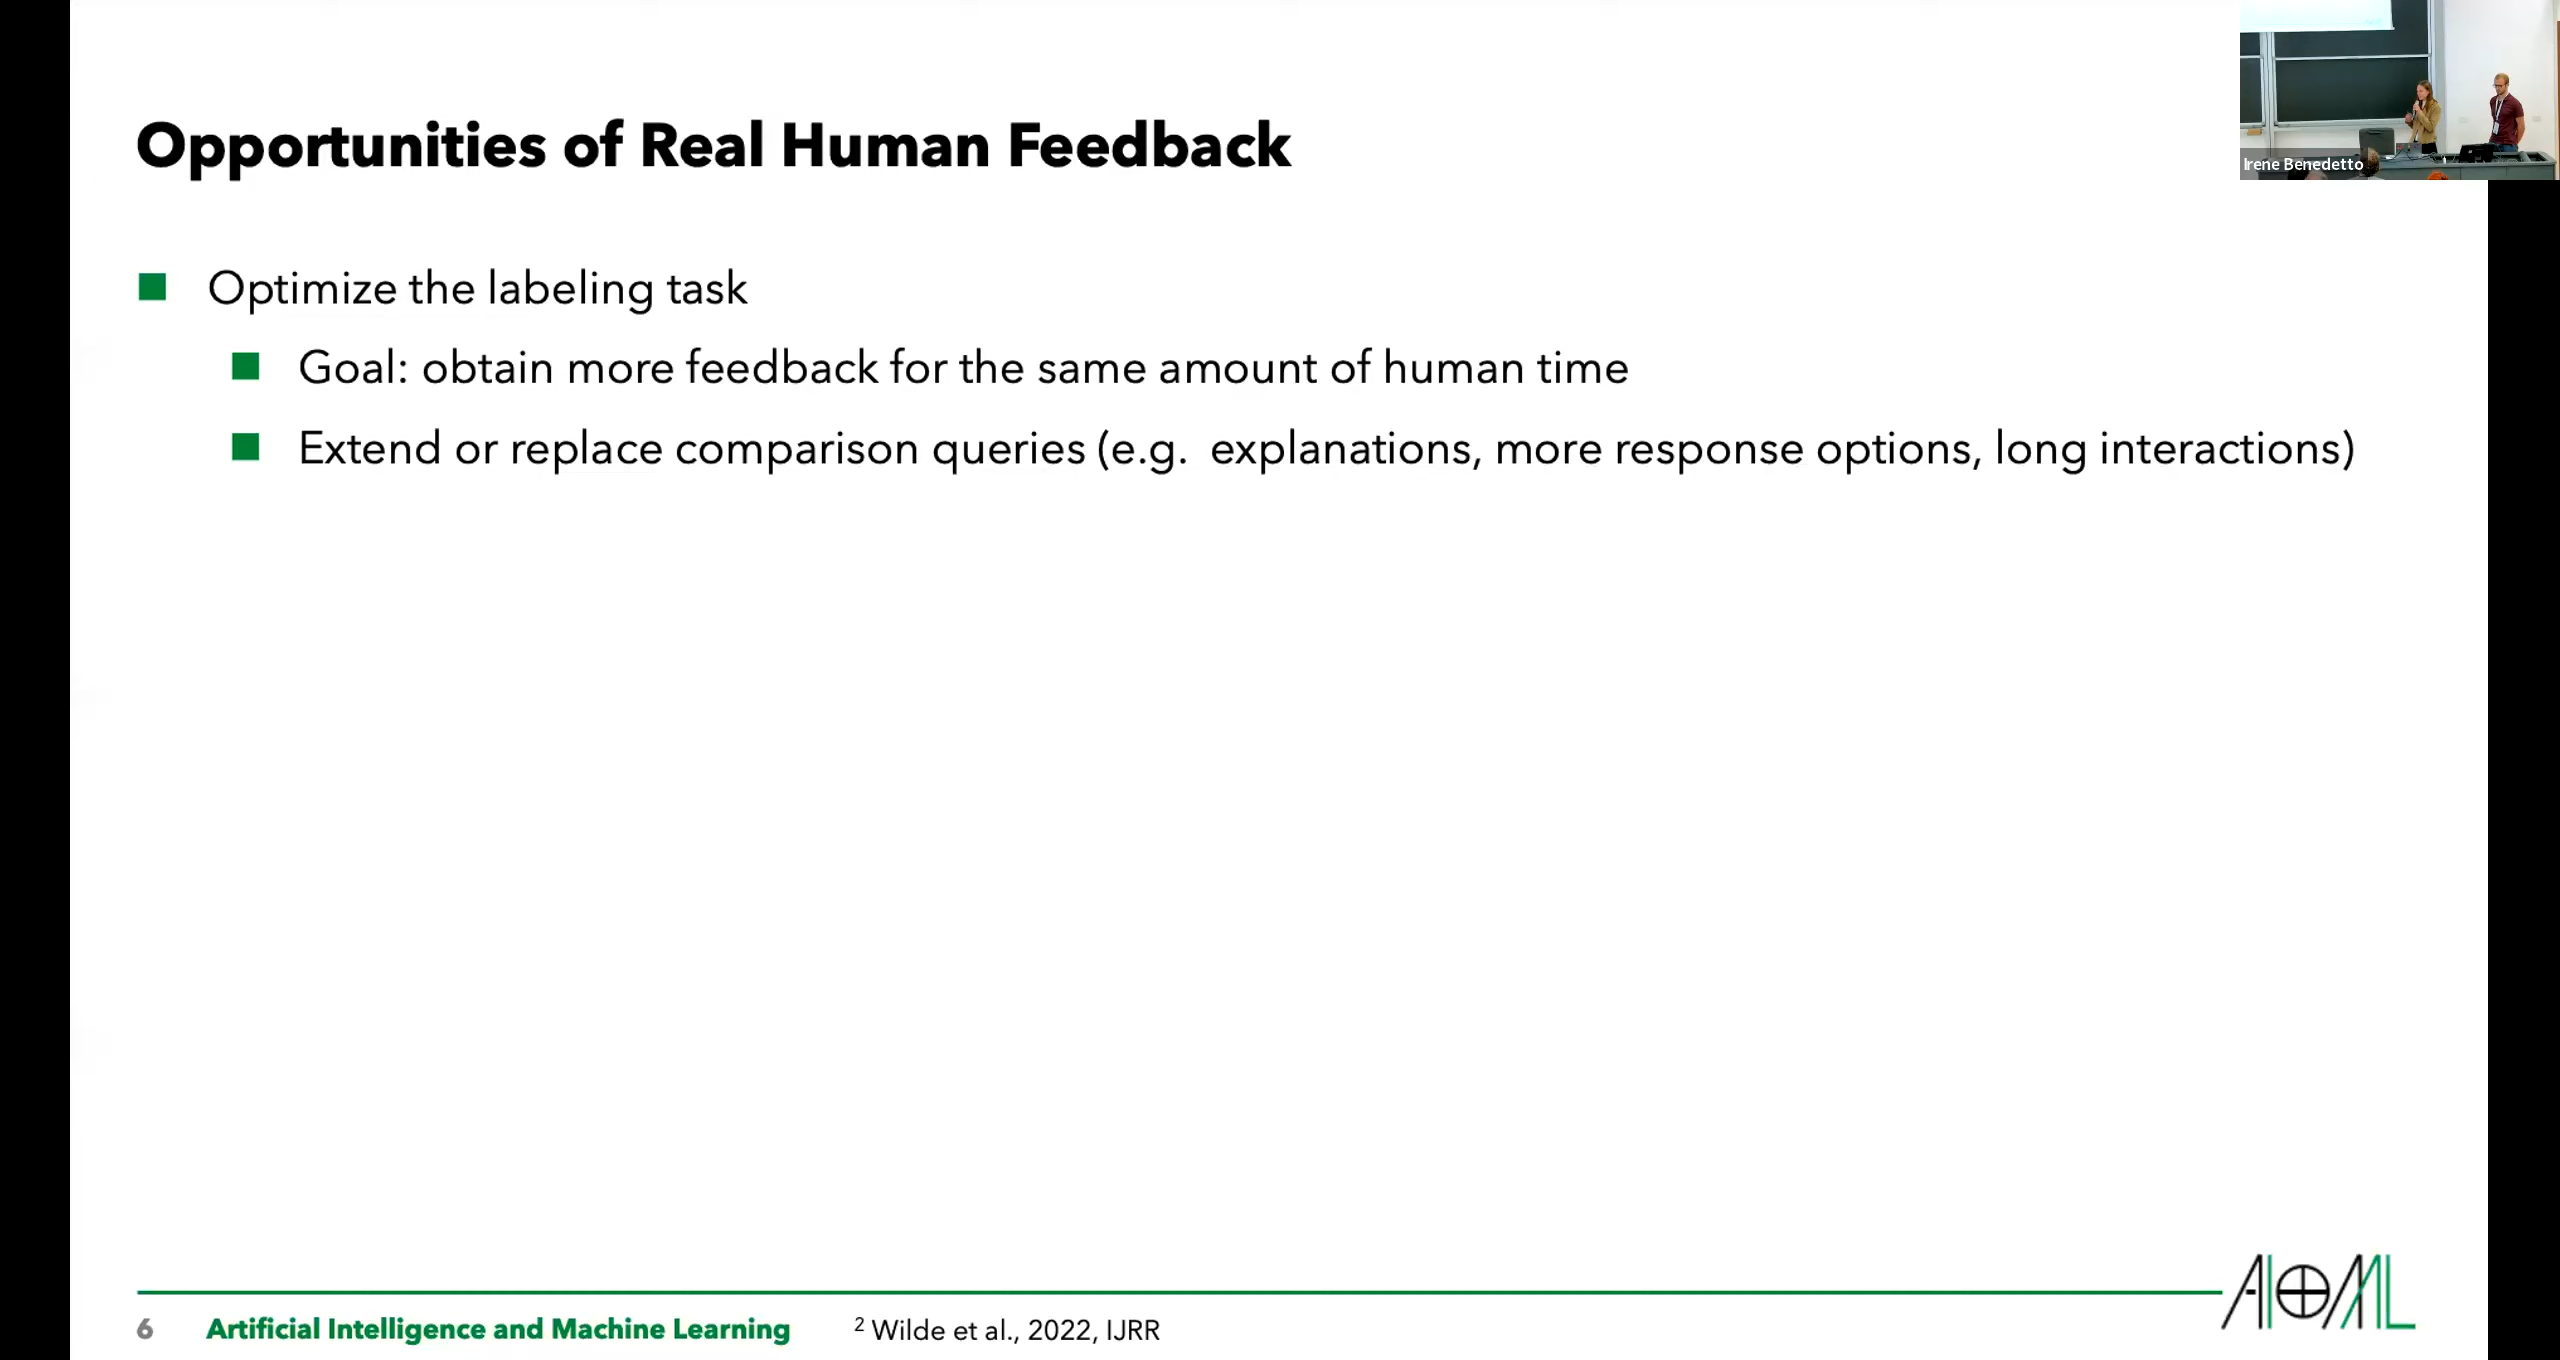 Opportunities of Real Human Feedback
Irene Benedetto
Optimize the labeling task
Goal: obtain more feedback for the same amount of human time
Extend or replace comparison queries (e.g.  explanations, more response options, long interactions)
6 Artificial Intelligence and Machine Learning ² Wilde et al., 2022, IJRR
AIML